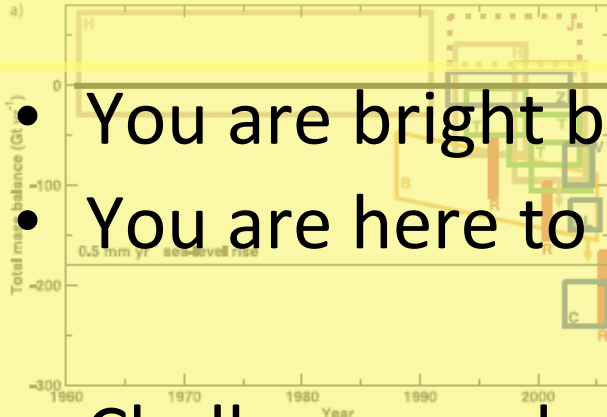 a)
H
J
H
0
Z
• You are bright b
T
V
T
Total mass balance (Gt yr⁻¹)
-100
B
R
• You are here to
L
R
0.5 mm yr sea-level rise
-200
C
R
-300
1960 1970 1980 1990 2000
Year